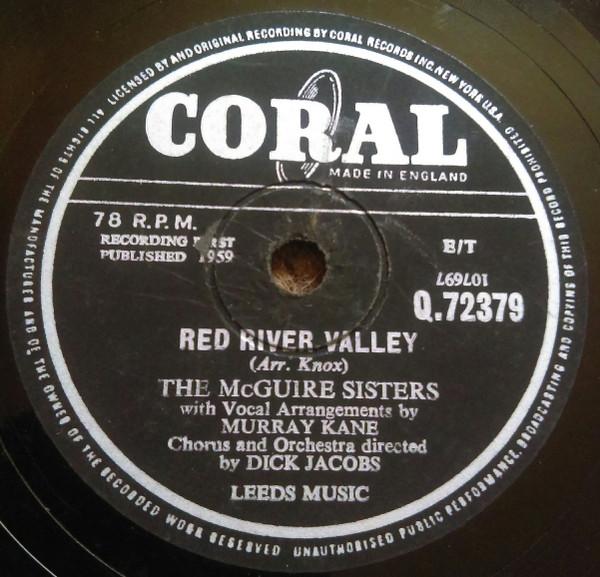 LICENSED BY AND ORIGINAL RECORDING BY CORAL RECORDS INC. NEW YORK U.S.A.
CORAL
MADE IN ENGLAND
78 R.P.M.
RECORDING FIRST
PUBLISHED 1959
E/T
107697
Q.72379
RED RIVER VALLEY
(Arr. Knox)
THE McGUIRE SISTERS
with Vocal Arrangements by
MURRAY KANE
Chorus and Orchestra directed
by DICK JACOBS
LEEDS MUSIC
ALL RIGHTS OF THE MANUFACTURER AND OF THE OWNER OF THE RECORDED WORK RESERVED
UNAUTHORISED PUBLIC PERFORMANCE, BROADCASTING AND COPYING OF THIS RECORD PROHIBITED